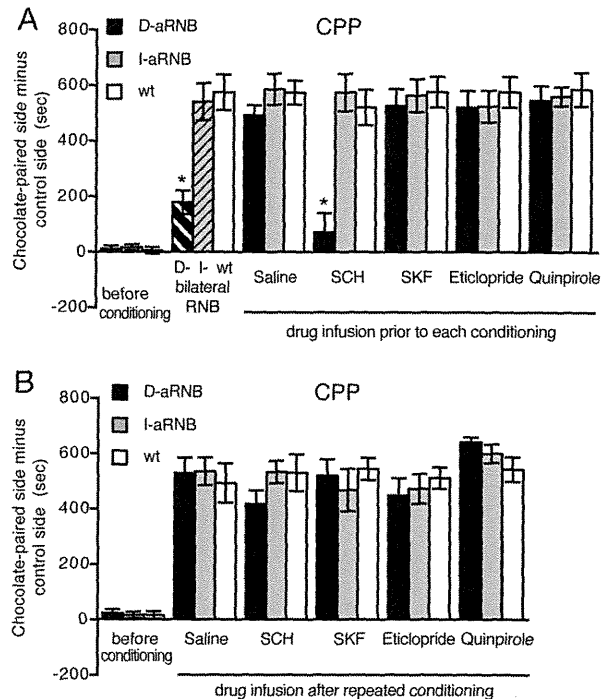 A
CPP
D-aRNB
I-aRNB
wt
Chocolate-paired side minus
control side (sec)
800
600
400
200
0
-200
*
*
before
conditioning
D- I- wt
bilateral
RNB
Saline
SCH
SKF
Eticlopride
Quinpirole
drug infusion prior to each conditioning
B
CPP
D-aRNB
I-aRNB
wt
Chocolate-paired side minus
control side (sec)
800
600
400
200
0
-200
before
conditioning
Saline
SCH
SKF
Eticlopride
Quinpirole
drug infusion after repeated conditioning